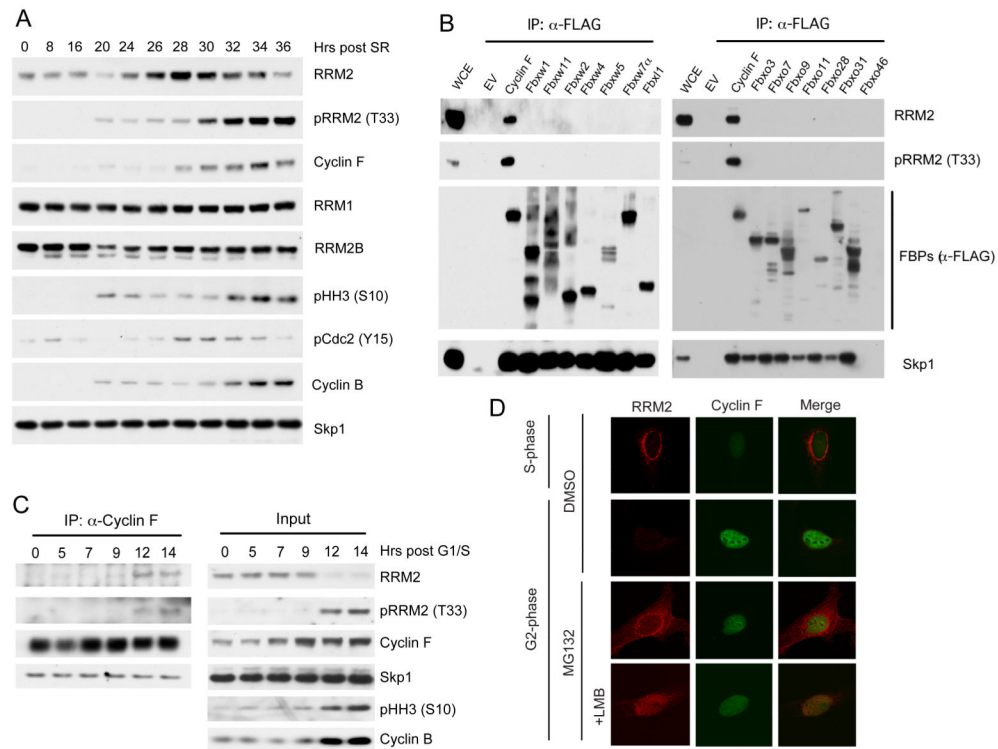 A
0 8 16 20 24 26 28 30 32 34 36 Hrs post SR
RRM2
pRRM2 (T33)
Cyclin F
RRM1
RRM2B
pHH3 (S10)
pCdc2 (Y15)
Cyclin B
Skp1
B
IP: α-FLAG IP: α-FLAG
WCE EV Cyclin F Fbxw1 Fbxw11 Fbxw2 Fbxw4 Fbxw5 Fbxw7α Fbxl1
WCE EV Cyclin F Fbxo3 Fbxo7 Fbxo9 Fbxo11 Fbxo28 Fbxo31 Fbxo46
RRM2
pRRM2 (T33)
FBPs (α-FLAG)
Skp1
C
IP: α-Cyclin F Input
0 5 7 9 12 14 0 5 7 9 12 14 Hrs post G1/S
RRM2
pRRM2 (T33)
Cyclin F
Skp1
pHH3 (S10)
Cyclin B
D
RRM2 Cyclin F Merge
S-phase
DMSO
G2-phase
MG132
+LMB